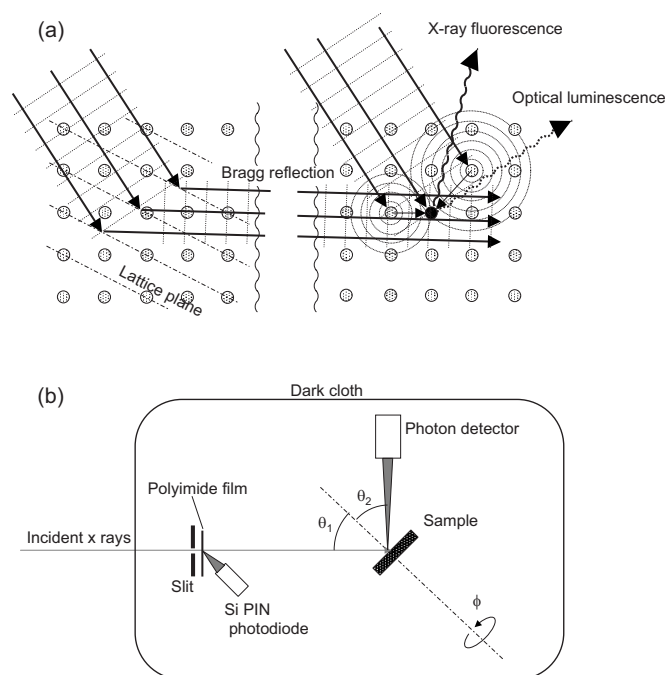 (a)
X-ray fluorescence
Optical luminescence
Bragg reflection
Lattice plane
(b)
Dark cloth
Photon detector
Polyimide film
θ2
θ1
Sample
Incident x rays
Slit
Si PIN
photodiode
ϕ